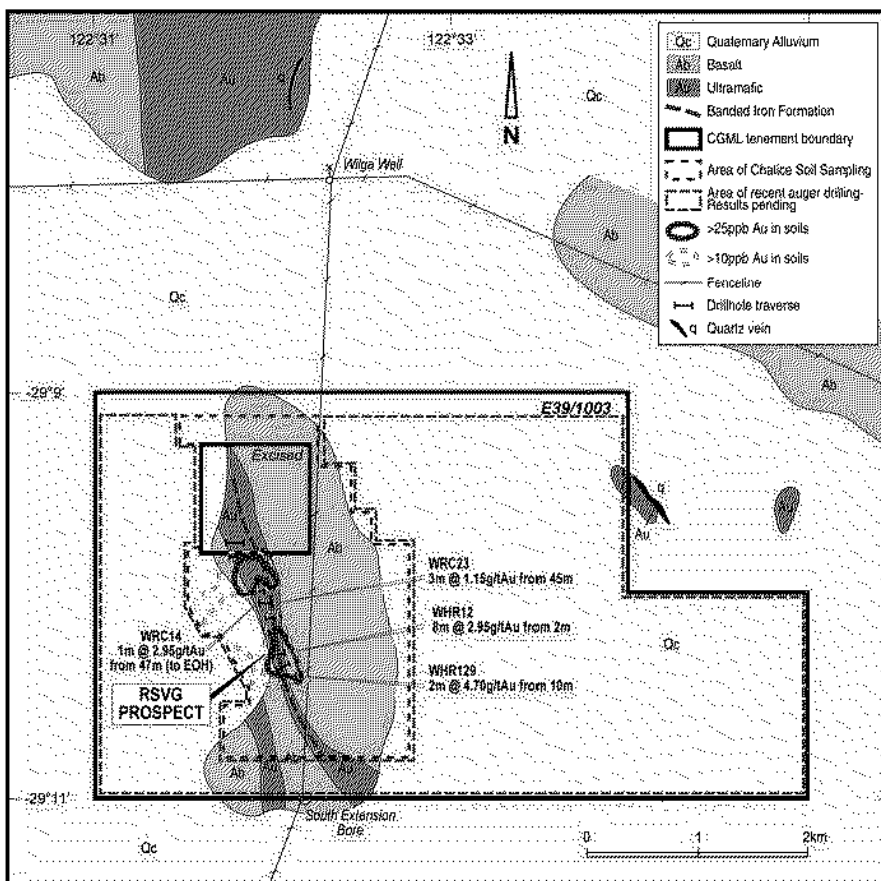 122°31'
122°33'
Ab
Au
q
Qc
N
Wilga Well
Qc
Ab
Ab
Qc Quaternary Alluvium
Ab Basalt
Au Ultramafic
Banded Iron Formation
CGML tenement boundary
Area of Chalice Soil Sampling
Area of recent auger drilling-
Results pending
>25ppb Au in soils
>10ppb Au in soils
Fenceline
Drillhole traverse
q Quartz vein
-29°9'
E39/1003
Excised
Au
Ab
q
Au
Au
WRC23
3m @ 1.15g/tAu from 45m
WHR12
8m @ 2.95g/tAu from 2m
WHR129
2m @ 4.70g/tAu from 10m
WRC14
1m @ 2.95g/tAu
from 47m (to EOH)
RSVG
PROSPECT
Qc
Ab
Au
Ab
Au
-29°11'
South Extension
Bore
Qc
0 1 2km